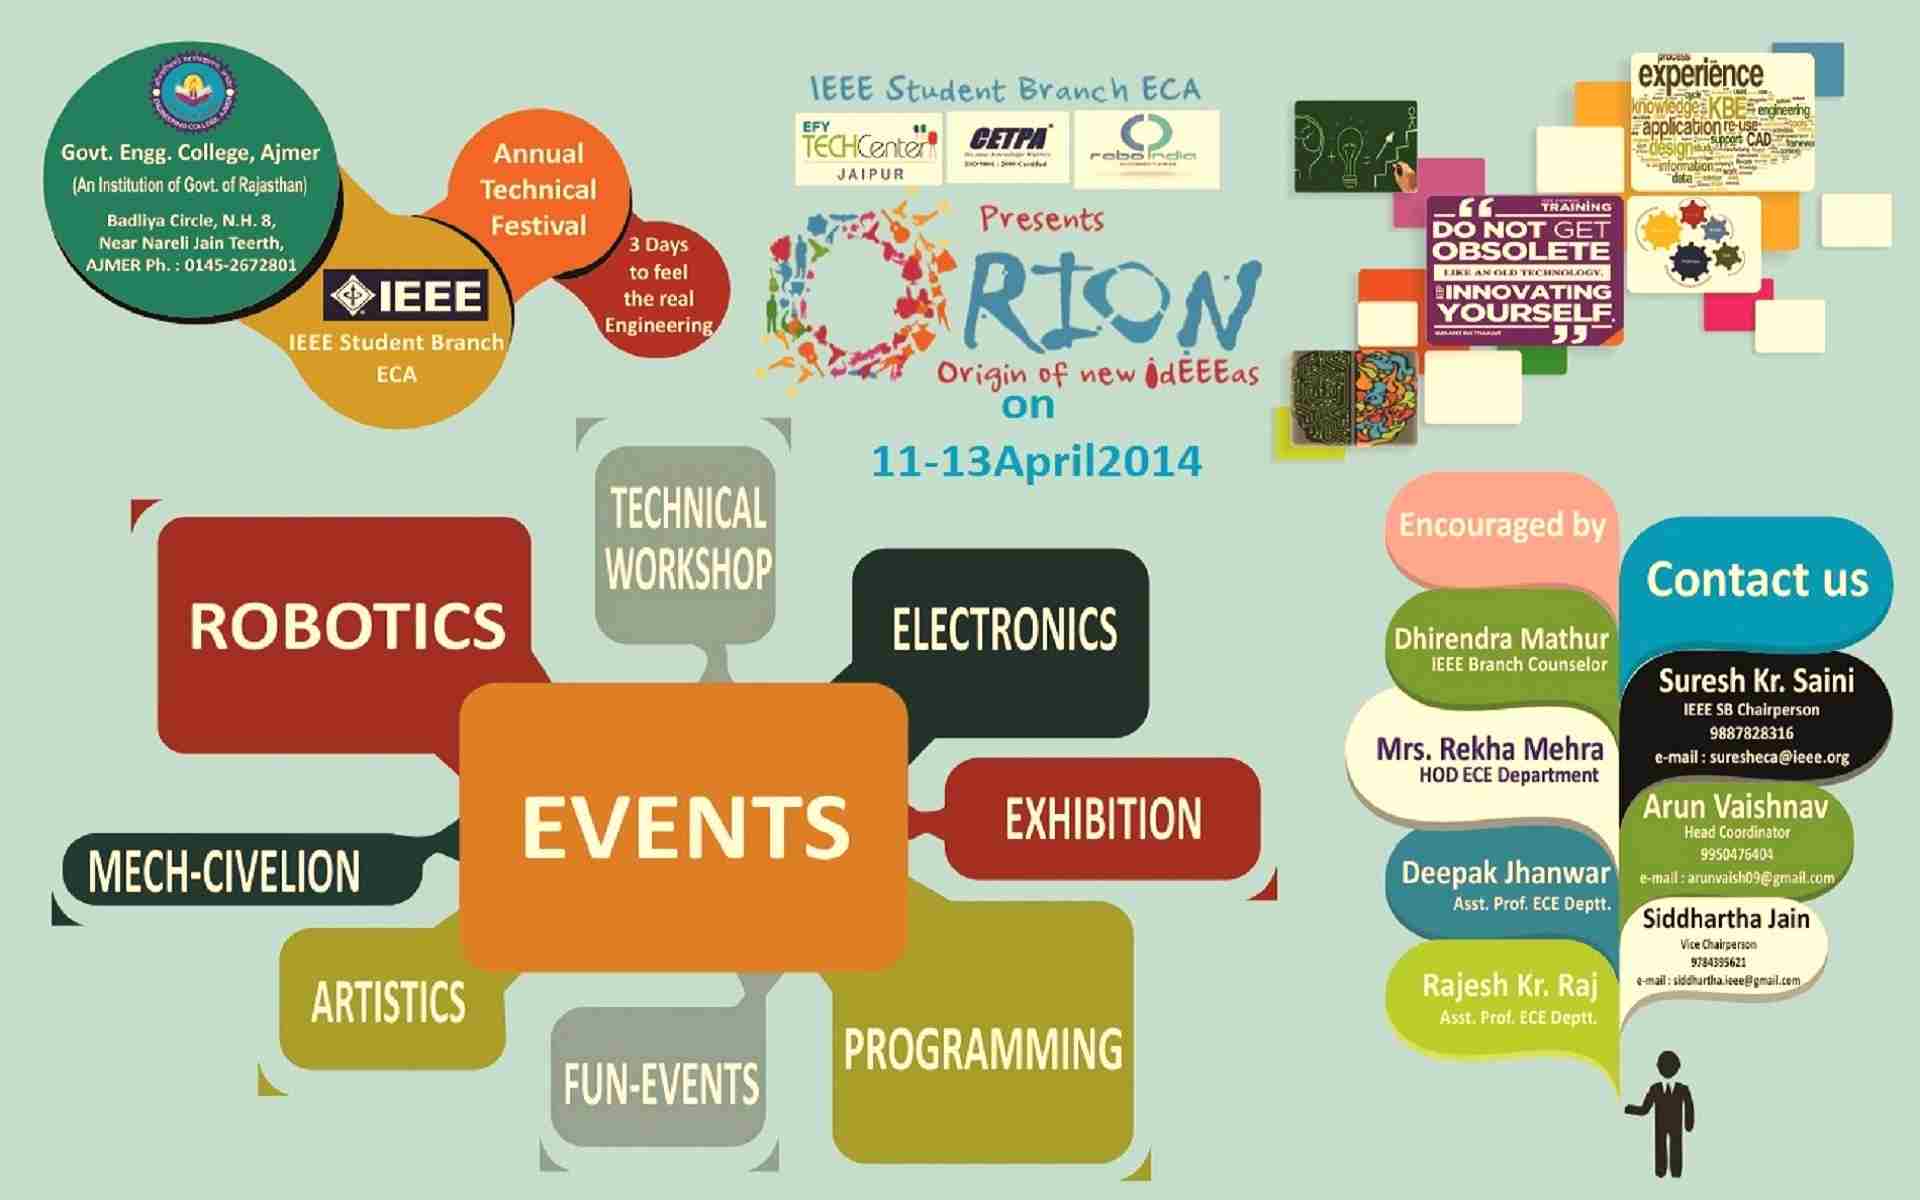 Govt. Engg. College, Ajmer
(An Institution of Govt. of Rajasthan)
Badliya Circle, N.H. 8,
Near Nareli Jain Teerth,
AJMER Ph. : 0145-2672801
IEEE
IEEE Student Branch
ECA
Annual
Technical
Festival
3 Days
to feel
the real
Engineering
IEEE Student Branch ECA
EFY
TECHCenter
JAIPUR
CETPA
robo india
Presents
ORION
Origin of new idEEEas
on
11-13April2014
process
experience
knowledge KBE engineering
application re-use
design support CAD
information
data
TRAINING
DO NOT GET
OBSOLETE
LIKE AN OLD TECHNOLOGY,
KEEP INNOVATING
YOURSELF.
EVENTS
ROBOTICS
TECHNICAL
WORKSHOP
ELECTRONICS
EXHIBITION
MECH-CIVELION
ARTISTICS
FUN-EVENTS
PROGRAMMING
Encouraged by
Dhirendra Mathur
IEEE Branch Counselor
Mrs. Rekha Mehra
HOD ECE Department
Deepak Jhanwar
Asst. Prof. ECE Deptt.
Rajesh Kr. Raj
Asst. Prof. ECE Deptt.
Contact us
Suresh Kr. Saini
IEEE SB Chairperson
9887828316
e-mail : suresheca@ieee.org
Arun Vaishnav
Head Coordinator
9950476404
e-mail : arunvaish09@gmail.com
Siddhartha Jain
Vice Chairperson
9784395621
e-mail : siddhurtha.ieee@gmail.com